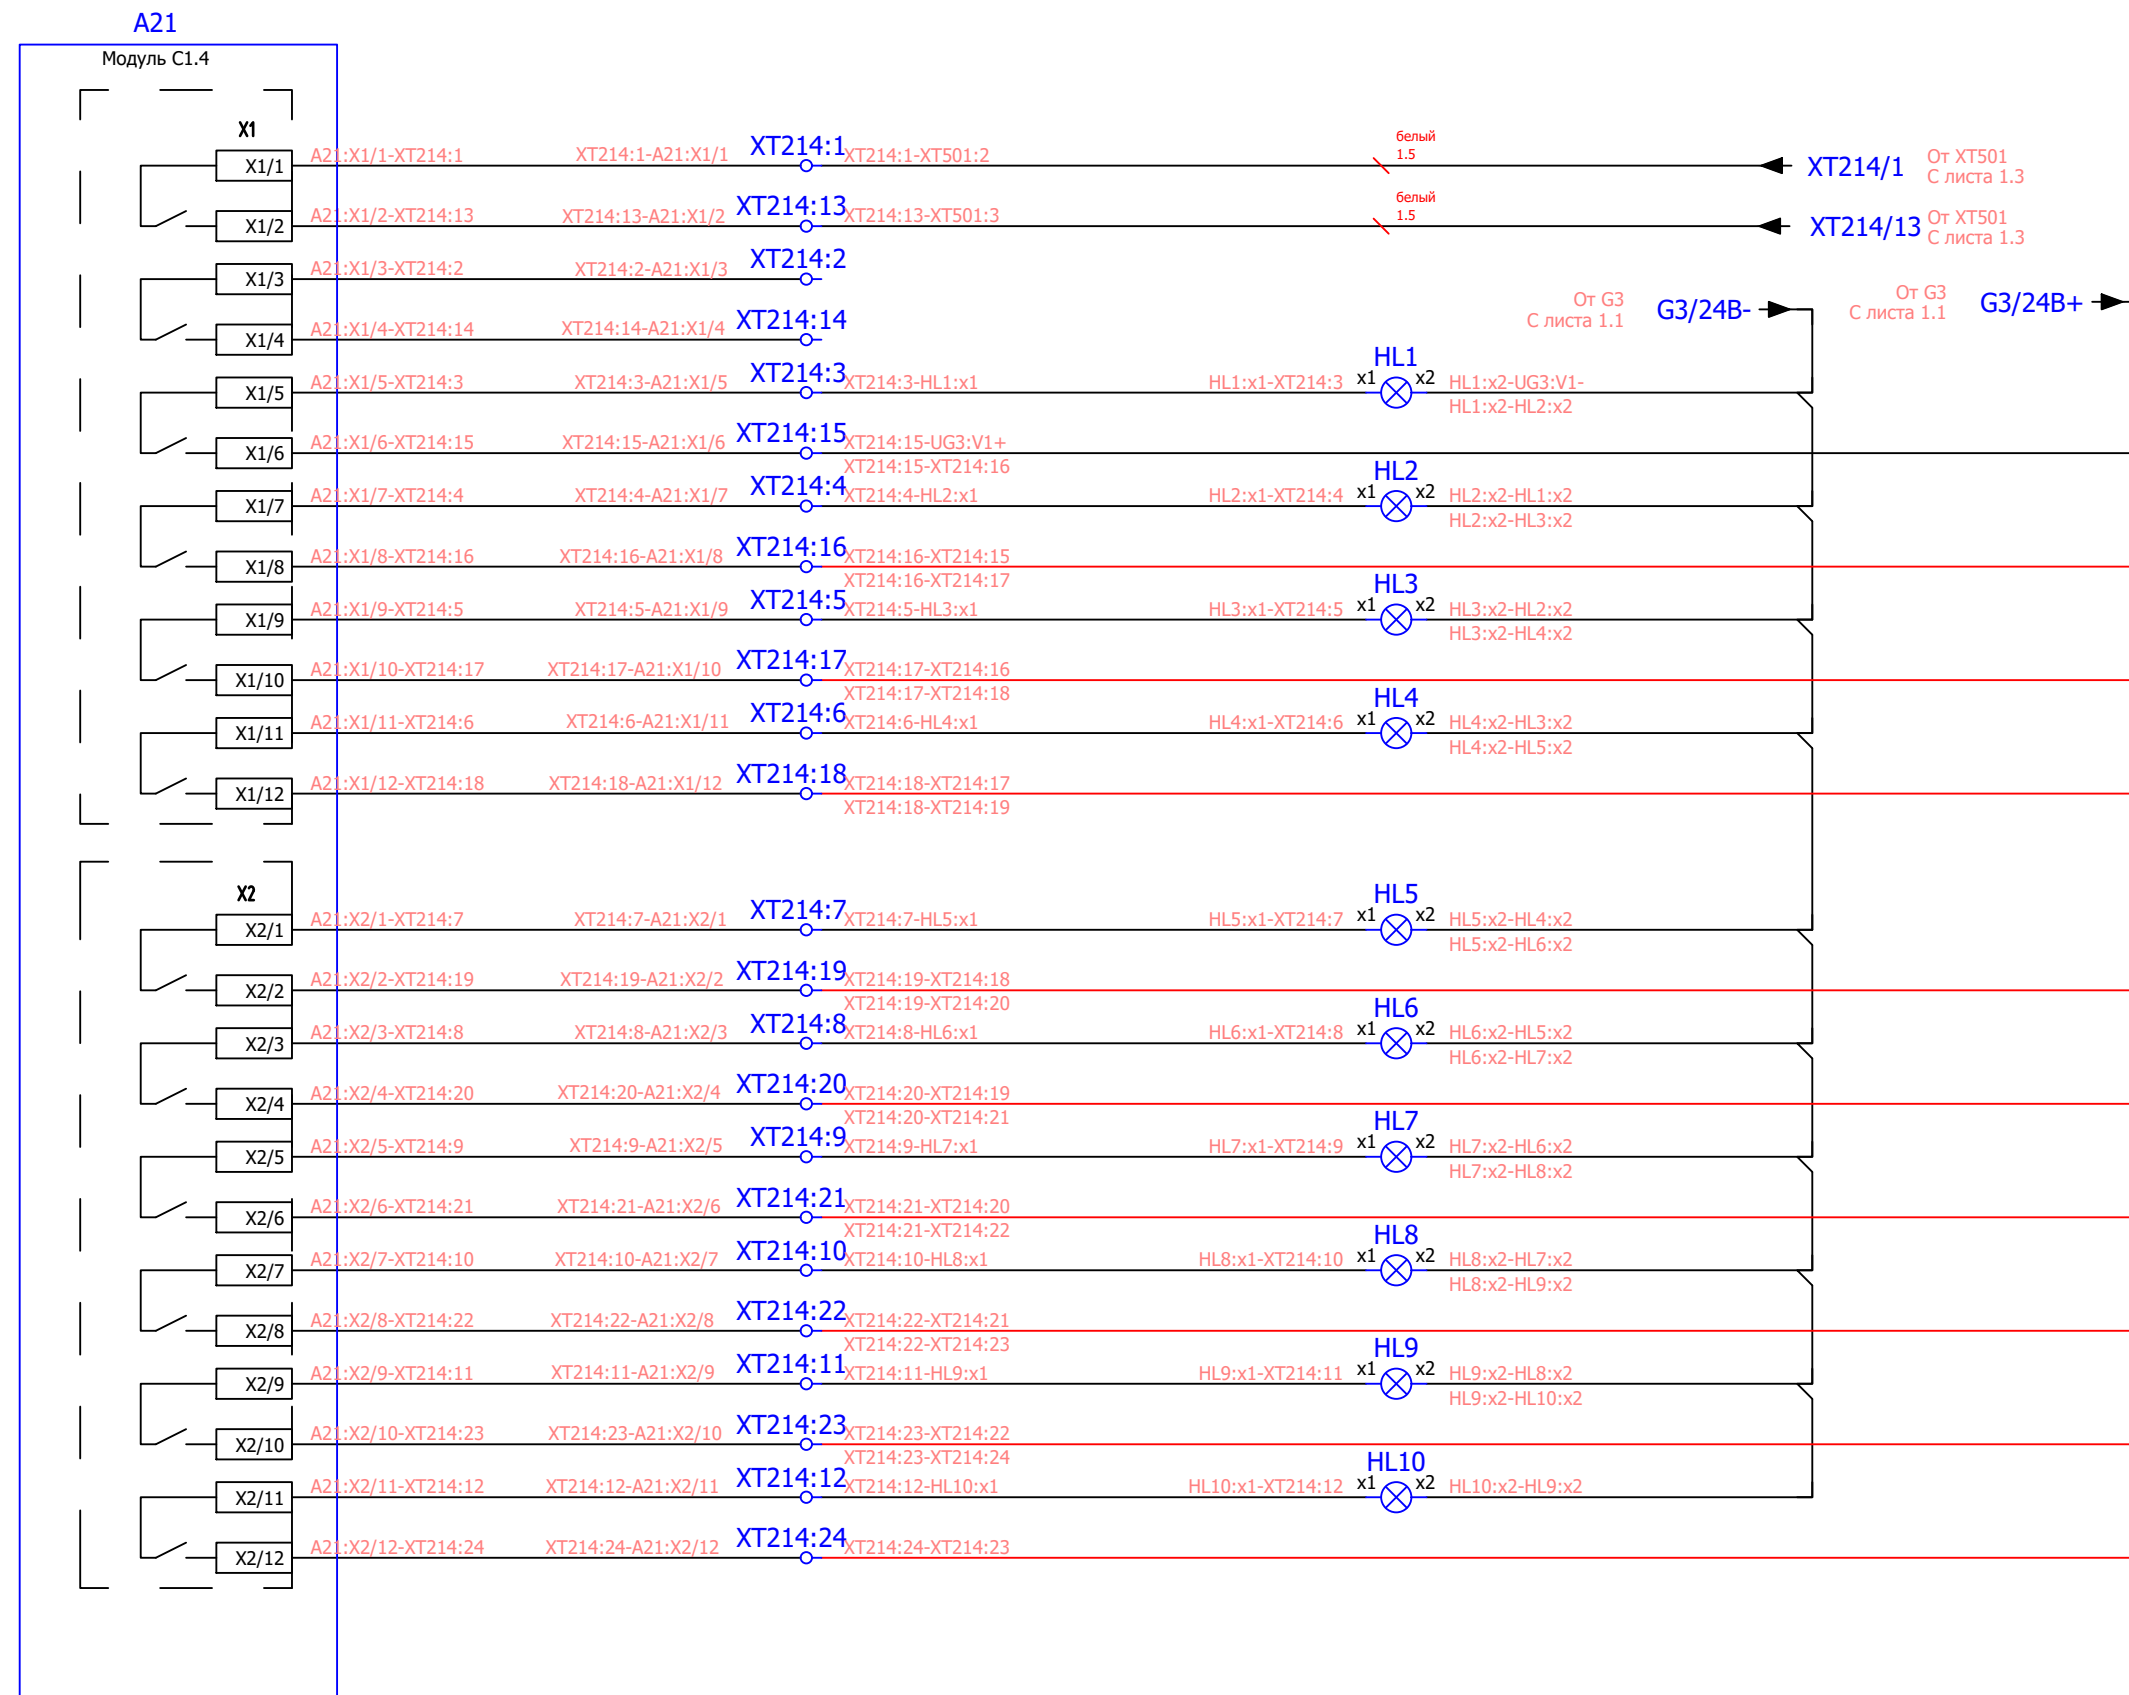 A21
Модуль C1.4
X1
белый
1.5
X1/1 A21:X1/1-XT214:1 XT214:1-A21:X1/1 XT214:1 XT214:1-XT501:2 XT214/1 От XT501
С листа 1.3
белый
1.5
X1/2 A21:X1/2-XT214:13 XT214:13-A21:X1/2 XT214:13 XT214:13-XT501:3 XT214/13 От XT501
С листа 1.3
X1/3 A21:X1/3-XT214:2 XT214:2-A21:X1/3 XT214:2
От G3 G3/24В- От G3 G3/24В+
С листа 1.1 С листа 1.1
X1/4 A21:X1/4-XT214:14 XT214:14-A21:X1/4 XT214:14
HL1
X1/5 A21:X1/5-XT214:3 XT214:3-A21:X1/5 XT214:3 XT214:3-HL1:x1 HL1:x1-XT214:3 x1 x2 HL1:x2-UG3:V1-
HL1:x2-HL2:x2
X1/6 A21:X1/6-XT214:15 XT214:15-A21:X1/6 XT214:15 XT214:15-UG3:V1+
XT214:15-XT214:16
HL2
X1/7 A21:X1/7-XT214:4 XT214:4-A21:X1/7 XT214:4 XT214:4-HL2:x1 HL2:x1-XT214:4 x1 x2 HL2:x2-HL1:x2
HL2:x2-HL3:x2
X1/8 A21:X1/8-XT214:16 XT214:16-A21:X1/8 XT214:16 XT214:16-XT214:15
XT214:16-XT214:17
HL3
X1/9 A21:X1/9-XT214:5 XT214:5-A21:X1/9 XT214:5 XT214:5-HL3:x1 HL3:x1-XT214:5 x1 x2 HL3:x2-HL2:x2
HL3:x2-HL4:x2
X1/10 A21:X1/10-XT214:17 XT214:17-A21:X1/10 XT214:17 XT214:17-XT214:16
XT214:17-XT214:18
HL4
X1/11 A21:X1/11-XT214:6 XT214:6-A21:X1/11 XT214:6 XT214:6-HL4:x1 HL4:x1-XT214:6 x1 x2 HL4:x2-HL3:x2
HL4:x2-HL5:x2
X1/12 A21:X1/12-XT214:18 XT214:18-A21:X1/12 XT214:18 XT214:18-XT214:17
XT214:18-XT214:19
X2
HL5
X2/1 A21:X2/1-XT214:7 XT214:7-A21:X2/1 XT214:7 XT214:7-HL5:x1 HL5:x1-XT214:7 x1 x2 HL5:x2-HL4:x2
HL5:x2-HL6:x2
X2/2 A21:X2/2-XT214:19 XT214:19-A21:X2/2 XT214:19 XT214:19-XT214:18
XT214:19-XT214:20
HL6
X2/3 A21:X2/3-XT214:8 XT214:8-A21:X2/3 XT214:8 XT214:8-HL6:x1 HL6:x1-XT214:8 x1 x2 HL6:x2-HL5:x2
HL6:x2-HL7:x2
X2/4 A21:X2/4-XT214:20 XT214:20-A21:X2/4 XT214:20 XT214:20-XT214:19
XT214:20-XT214:21
HL7
X2/5 A21:X2/5-XT214:9 XT214:9-A21:X2/5 XT214:9 XT214:9-HL7:x1 HL7:x1-XT214:9 x1 x2 HL7:x2-HL6:x2
HL7:x2-HL8:x2
X2/6 A21:X2/6-XT214:21 XT214:21-A21:X2/6 XT214:21 XT214:21-XT214:20
XT214:21-XT214:22
HL8
X2/7 A21:X2/7-XT214:10 XT214:10-A21:X2/7 XT214:10 XT214:10-HL8:x1 HL8:x1-XT214:10 x1 x2 HL8:x2-HL7:x2
HL8:x2-HL9:x2
X2/8 A21:X2/8-XT214:22 XT214:22-A21:X2/8 XT214:22 XT214:22-XT214:21
XT214:22-XT214:23
HL9
X2/9 A21:X2/9-XT214:11 XT214:11-A21:X2/9 XT214:11 XT214:11-HL9:x1 HL9:x1-XT214:11 x1 x2 HL9:x2-HL8:x2
HL9:x2-HL10:x2
X2/10 A21:X2/10-XT214:23 XT214:23-A21:X2/10 XT214:23 XT214:23-XT214:22
XT214:23-XT214:24
HL10
X2/11 A21:X2/11-XT214:12 XT214:12-A21:X2/11 XT214:12 XT214:12-HL10:x1 HL10:x1-XT214:12 x1 x2 HL10:x2-HL9:x2
X2/12 A21:X2/12-XT214:24 XT214:24-A21:X2/12 XT214:24 XT214:24-XT214:23